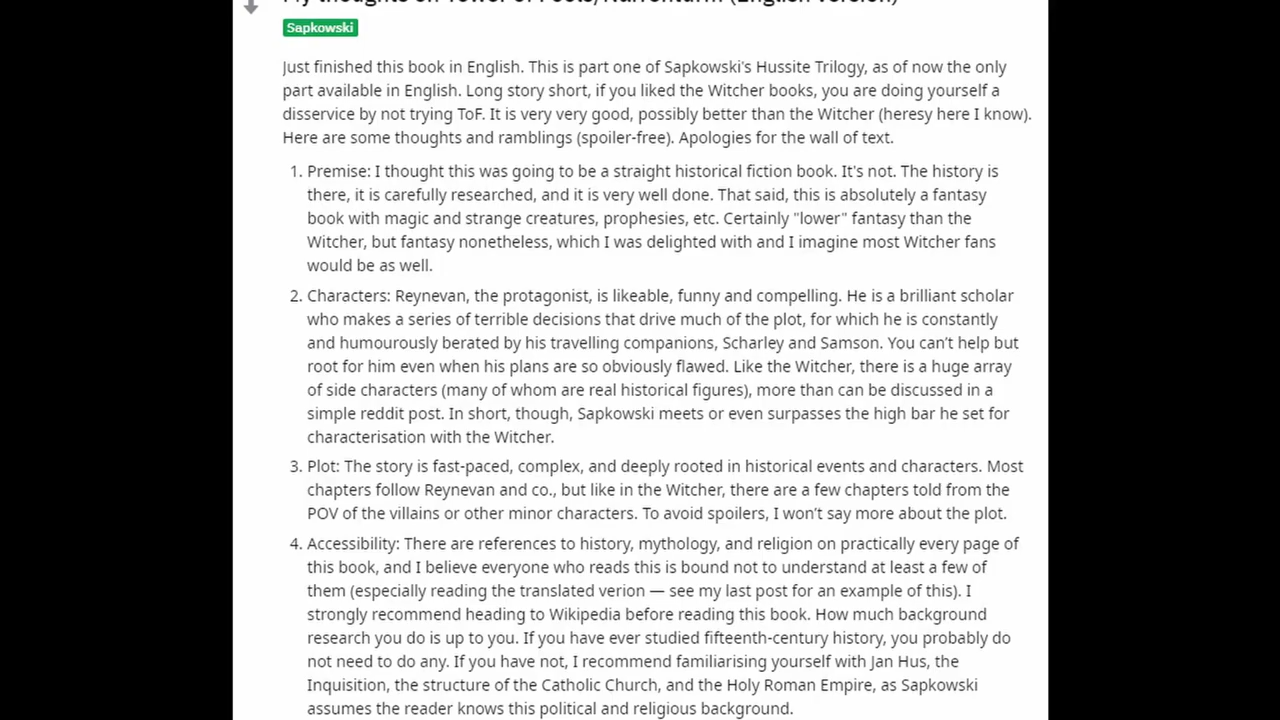 My thoughts on Tower of Fools/Narrenturm (English version)
Sapkowski
Just finished this book in English. This is part one of Sapkowski's Hussite Trilogy, as of now the only
part available in English. Long story short, if you liked the Witcher books, you are doing yourself a
disservice by not trying ToF. It is very very good, possibly better than the Witcher (heresy here I know).
Here are some thoughts and ramblings (spoiler-free). Apologies for the wall of text.
1. Premise: I thought this was going to be a straight historical fiction book. It's not. The history is
there, it is carefully researched, and it is very well done. That said, this is absolutely a fantasy
book with magic and strange creatures, prophesies, etc. Certainly "lower" fantasy than the
Witcher, but fantasy nonetheless, which I was delighted with and I imagine most Witcher fans
would be as well.
2. Characters: Reynevan, the protagonist, is likeable, funny and compelling. He is a brilliant scholar
who makes a series of terrible decisions that drive much of the plot, for which he is constantly
and humourously berated by his travelling companions, Scharley and Samson. You can’t help but
root for him even when his plans are so obviously flawed. Like the Witcher, there is a huge array
of side characters (many of whom are real historical figures), more than can be discussed in a
simple reddit post. In short, though, Sapkowski meets or even surpasses the high bar he set for
characterisation with the Witcher.
3. Plot: The story is fast-paced, complex, and deeply rooted in historical events and characters. Most
chapters follow Reynevan and co., but like in the Witcher, there are a few chapters told from the
POV of the villains or other minor characters. To avoid spoilers, I won’t say more about the plot.
4. Accessibility: There are references to history, mythology, and religion on practically every page of
this book, and I believe everyone who reads this is bound not to understand at least a few of
them (especially reading the translated verion — see my last post for an example of this). I
strongly recommend heading to Wikipedia before reading this book. How much background
research you do is up to you. If you have ever studied fifteenth-century history, you probably do
not need to do any. If you have not, I recommend familiarising yourself with Jan Hus, the
Inquisition, the structure of the Catholic Church, and the Holy Roman Empire, as Sapkowski
assumes the reader knows this political and religious background.